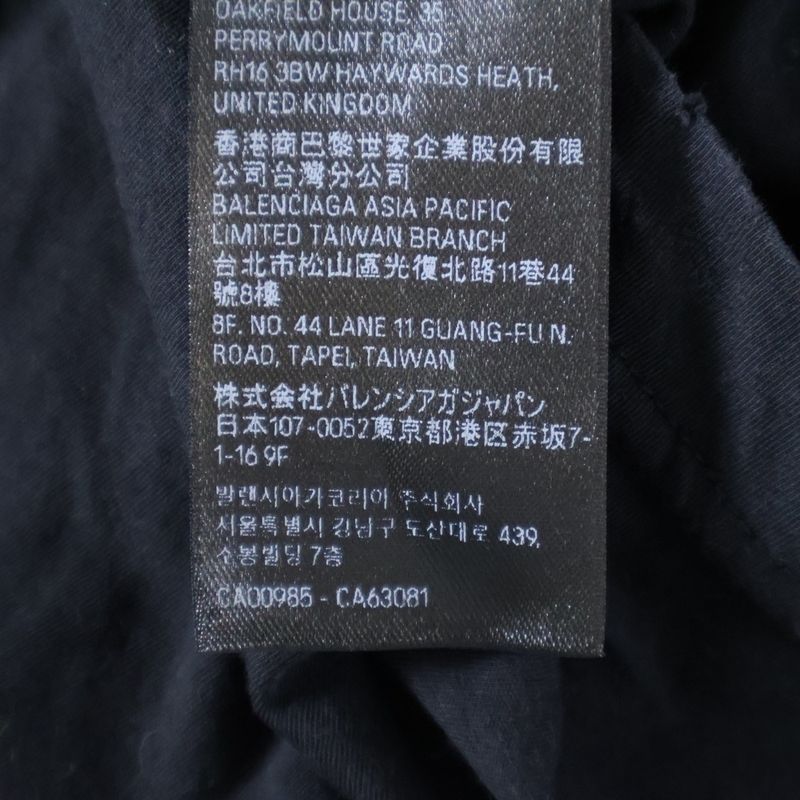 OAKFIELD HOUSE, 35,
PERRYMOUNT ROAD
RH16 3BW HAYWARDS HEATH,
UNITED KINGDOM
香港商巴黎世家企業股份有限
公司台灣分公司
BALENCIAGA ASIA PACIFIC
LIMITED TAIWAN BRANCH
台北市松山區光復北路11巷44
號8樓
8F, NO. 44 LANE 11 GUANG-FU N.
ROAD, TAPEI, TAIWAN
株式会社バレンシアガジャパン
日本107-0052東京都港区赤坂7-
1-16 9F
발렌시아가코리아 주식회사
서울특별시 강남구 도산대로 439,
소봉빌딩 7층
CA00985 - CA63081